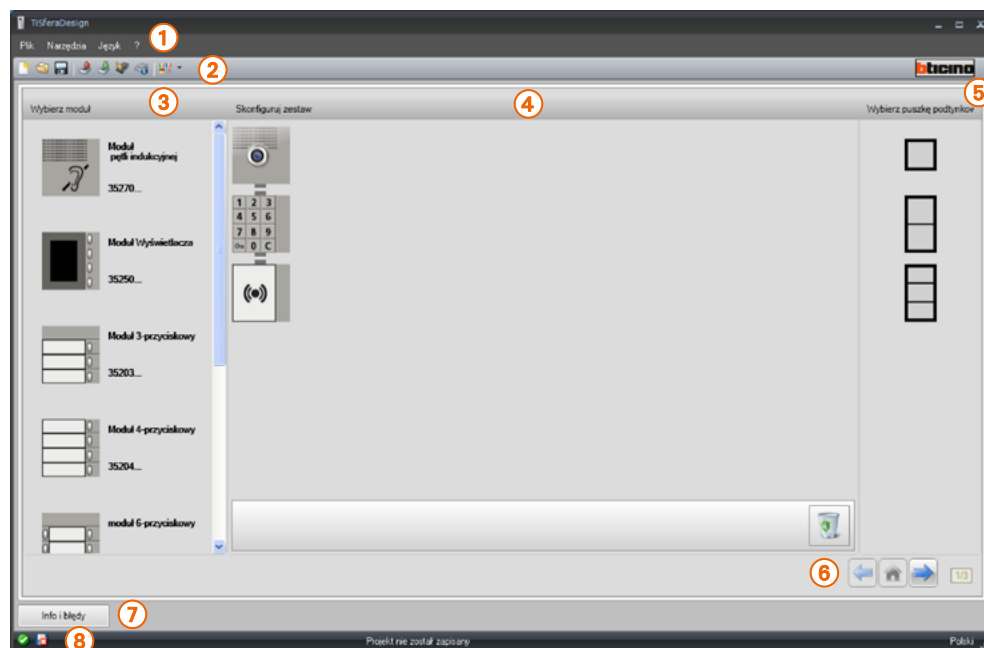 TiSferaDesign
Plik Narzędzia Język ?
1
2
bticino
3
4
5
Wybierz moduł
Skonfiguruj zestaw
Wybierz puszkę podtynkow
Moduł
pętli indukcyjnej
35270...
Moduł Wyświetlacza
35250...
Moduł 3-przyciskowy
35203...
Moduł 4-przyciskowy
35204...
moduł 6-przyciskowy
1 2 3
4 5 6
7 8 9
0 C
6
1/3
Info i błędy
7
8
Projekt nie został zapisany
Polski